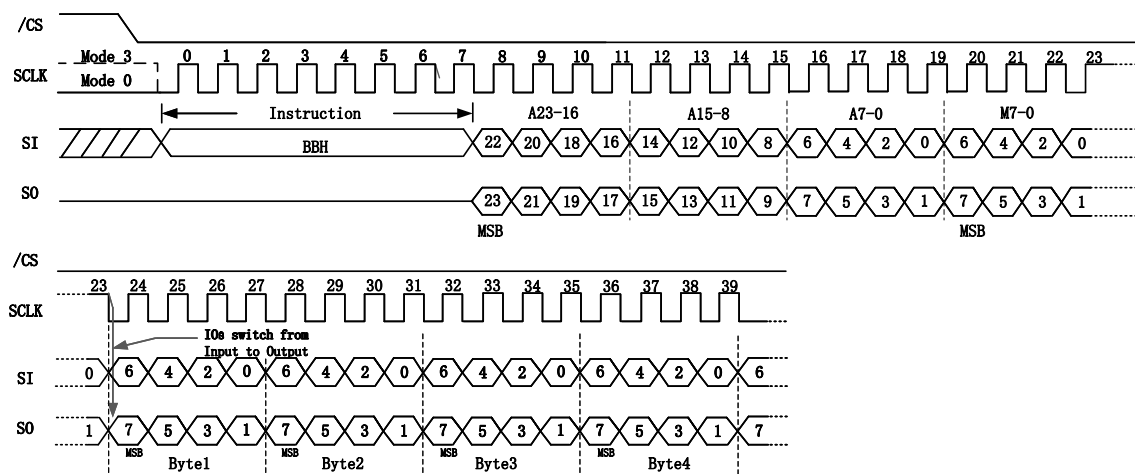 /CS
Mode 3
SCLK 0 1 2 3 4 5 6 7 8 9 10 11 12 13 14 15 16 17 18 19 20 21 22 23
Mode 0
Instruction A23-16 A15-8 A7-0 M7-0
SI BBH 22 20 18 16 14 12 10 8 6 4 2 0 6 4 2 0
SO 23 21 19 17 15 13 11 9 7 5 3 1 7 5 3 1
MSB MSB
/CS
23 24 25 26 27 28 29 30 31 32 33 34 35 36 37 38 39
SCLK
IOs switch from
Input to Output
SI 0 6 4 2 0 6 4 2 0 6 4 2 0 6 4 2 0 6
SO 1 7 5 3 1 7 5 3 1 7 5 3 1 7 5 3 1 7
MSB MSB MSB MSB
Byte1 Byte2 Byte3 Byte4